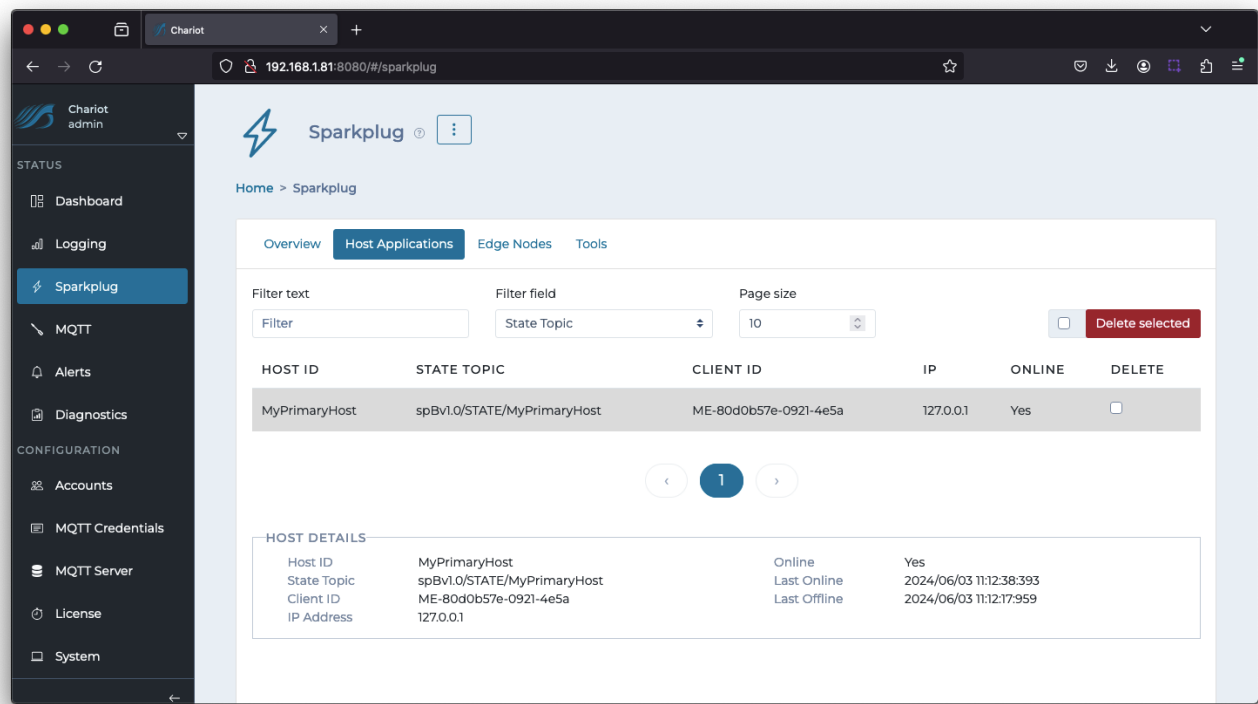 Chariot
192.168.1.81:8080/#/sparkplug
Chariot
admin
STATUS
Dashboard
Logging
Sparkplug
MQTT
Alerts
Diagnostics
CONFIGURATION
Accounts
MQTT Credentials
MQTT Server
License
System
Sparkplug
Home > Sparkplug
Overview Host Applications Edge Nodes Tools
Filter text Filter field Page size
Filter State Topic 10 Delete selected
HOST ID STATE TOPIC CLIENT ID IP ONLINE DELETE
MyPrimaryHost spBv1.0/STATE/MyPrimaryHost ME-80d0b57e-0921-4e5a 127.0.0.1 Yes
‹ 1 ›
HOST DETAILS
Host ID MyPrimaryHost Online Yes
State Topic spBv1.0/STATE/MyPrimaryHost Last Online 2024/06/03 11:12:38:393
Client ID ME-80d0b57e-0921-4e5a Last Offline 2024/06/03 11:12:17:959
IP Address 127.0.0.1